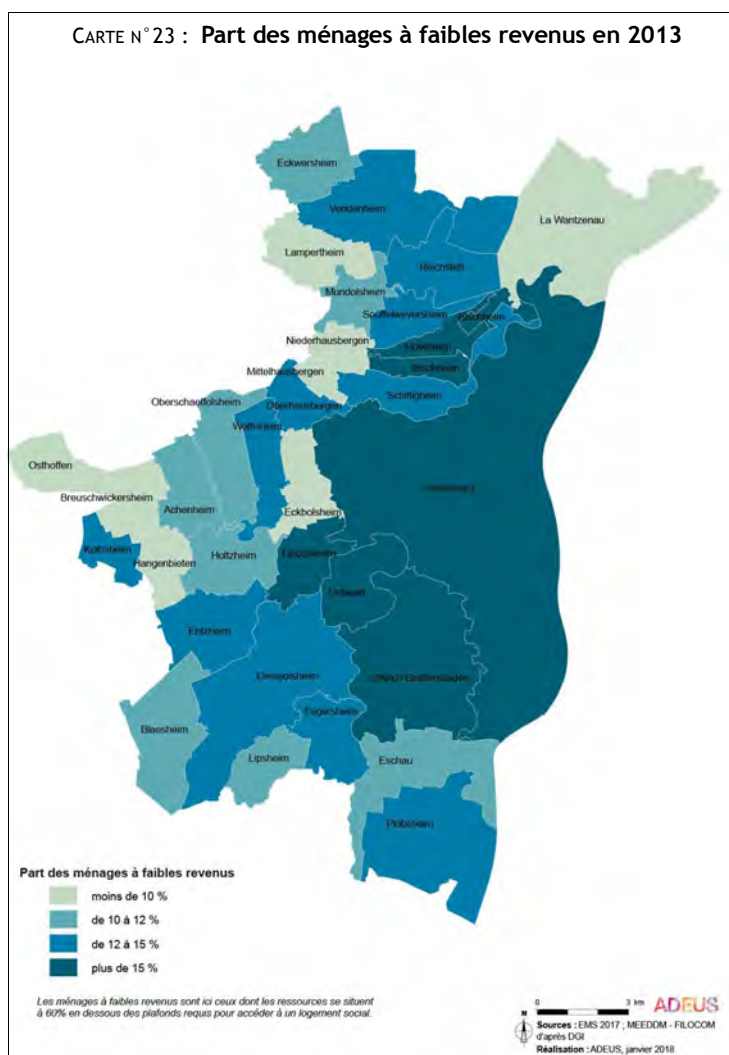 CARTE N°23 : Part des ménages à faibles revenus en 2013
Eckwersheim
Vendenheim
La Wantzenau
Lampertheim
Reichstett
Mundolsheim
Souffelweyersheim
Bischheim
Niederhausbergen
Hoenheim
Bischheim
Mittelhausbergen
Schiltigheim
Oberschaeffolsheim
Oberhausbergen
Wolfisheim
Osthoffen
Strasbourg
Breuschwickersheim
Achenheim
Eckbolsheim
Kolbsheim
Hangenbieten
Holtzheim
Lingolsheim
Ostwald
Entzheim
Geispolsheim
Illkirch-Graffenstaden
Fegersheim
Blaesheim
Lipsheim
Eschau
Plobsheim
Part des ménages à faibles revenus
moins de 10 %
de 10 à 12 %
de 12 à 15 %
plus de 15 %
Les ménages à faibles revenus sont ici ceux dont les ressources se situent
à 60% en dessous des plafonds requis pour accéder à un logement social.
0 3 km
ADEUS
N
Sources : EMS 2017 ; MEEDDM - FILOCOM
d'après DGI
Réalisation : ADEUS, janvier 2018